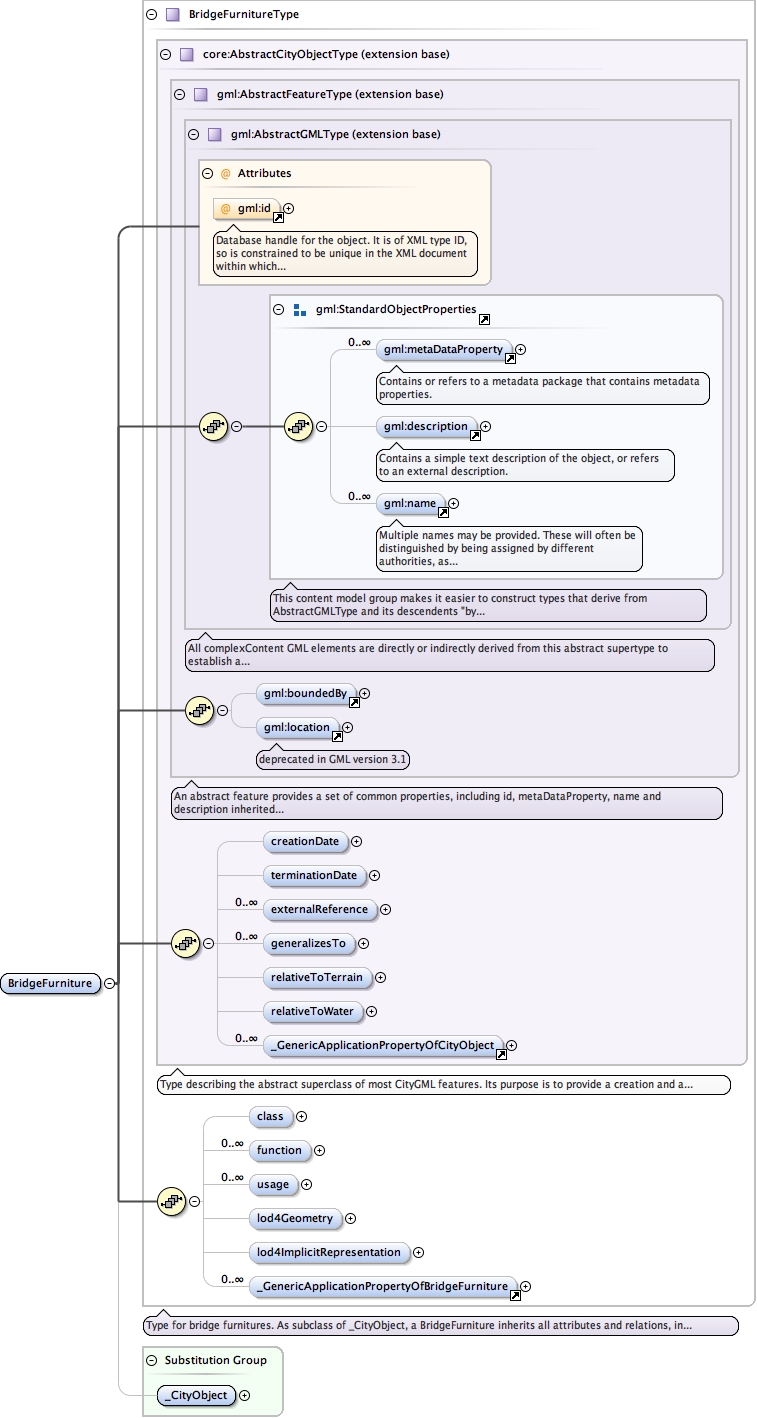 BridgeFurnitureType
core:AbstractCityObjectType (extension base)
gml:AbstractFeatureType (extension base)
gml:AbstractGMLType (extension base)
@ Attributes
@ gml:id
Database handle for the object. It is of XML type ID,
so is constrained to be unique in the XML document
within which...
gml:StandardObjectProperties
0..∞
gml:metaDataProperty
Contains or refers to a metadata package that contains metadata
properties.
gml:description
Contains a simple text description of the object, or refers
to an external description.
0..∞
gml:name
Multiple names may be provided. These will often be
distinguished by being assigned by different
authorities, as...
This content model group makes it easier to construct types that derive from
AbstractGMLType and its descendents "by...
All complexContent GML elements are directly or indirectly derived from this abstract supertype to
establish a...
gml:boundedBy
gml:location
deprecated in GML version 3.1
An abstract feature provides a set of common properties, including id, metaDataProperty, name and
description inherited...
creationDate
terminationDate
0..∞
externalReference
0..∞
generalizesTo
relativeToTerrain
BridgeFurniture
relativeToWater
0..∞
_GenericApplicationPropertyOfCityObject
Type describing the abstract superclass of most CityGML features. Its purpose is to provide a creation and a...
class
0..∞
function
0..∞
usage
lod4Geometry
lod4ImplicitRepresentation
0..∞
_GenericApplicationPropertyOfBridgeFurniture
Type for bridge furnitures. As subclass of _CityObject, a BridgeFurniture inherits all attributes and relations, in...
Substitution Group
_CityObject